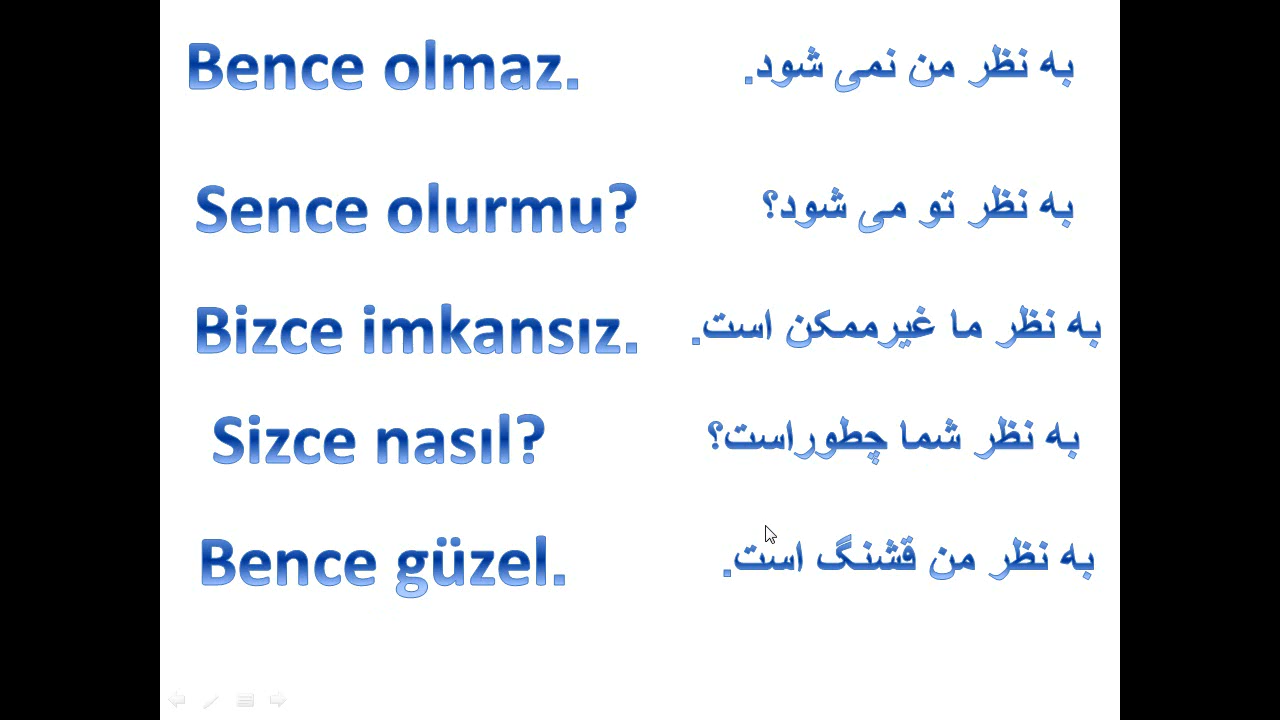 Bence olmaz. به نظر من نمی شود.
Sence olurmu? به نظر تو می شود؟
Bizce imkansız. به نظر ما غیرممکن است.
Sizce nasıl? به نظر شما چطوراست؟
Bence güzel. به نظر من قشنگ است.